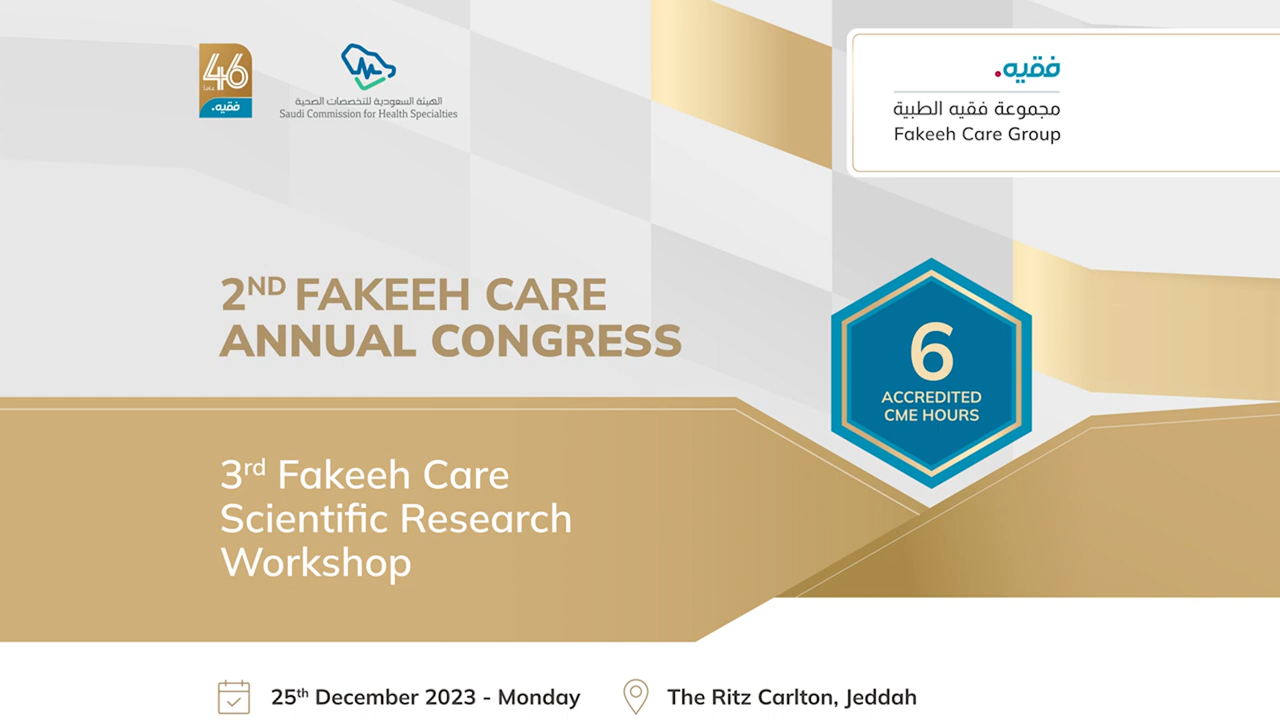 46
عاماً
فقيه.
الهيئة السعودية للتخصصات الصحية
Saudi Commission for Health Specialties
فقيه.
مجموعة فقيه الطبية
Fakeeh Care Group
2ND FAKEEH CARE
ANNUAL CONGRESS
6
ACCREDITED
CME HOURS
3rd Fakeeh Care
Scientific Research
Workshop
25th December 2023 - Monday
The Ritz Carlton, Jeddah